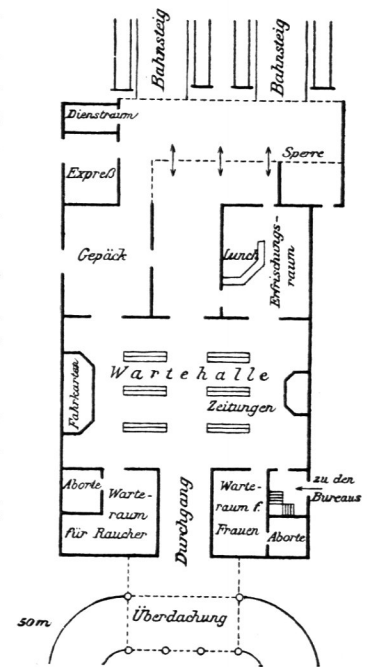 Bahnsteig
Bahnsteig
Dienstraum
Sperre
Expreß
Gepäck
Lunch
Erfrischungs-
raum
Wartehalle
Fahrkarten
Zeitungen
Aborte
Warte-
raum
für Raucher
Durchgang
Warte-
raum f.
Frauen
zu den
Bureaus
Aborte
Überdachung
50m